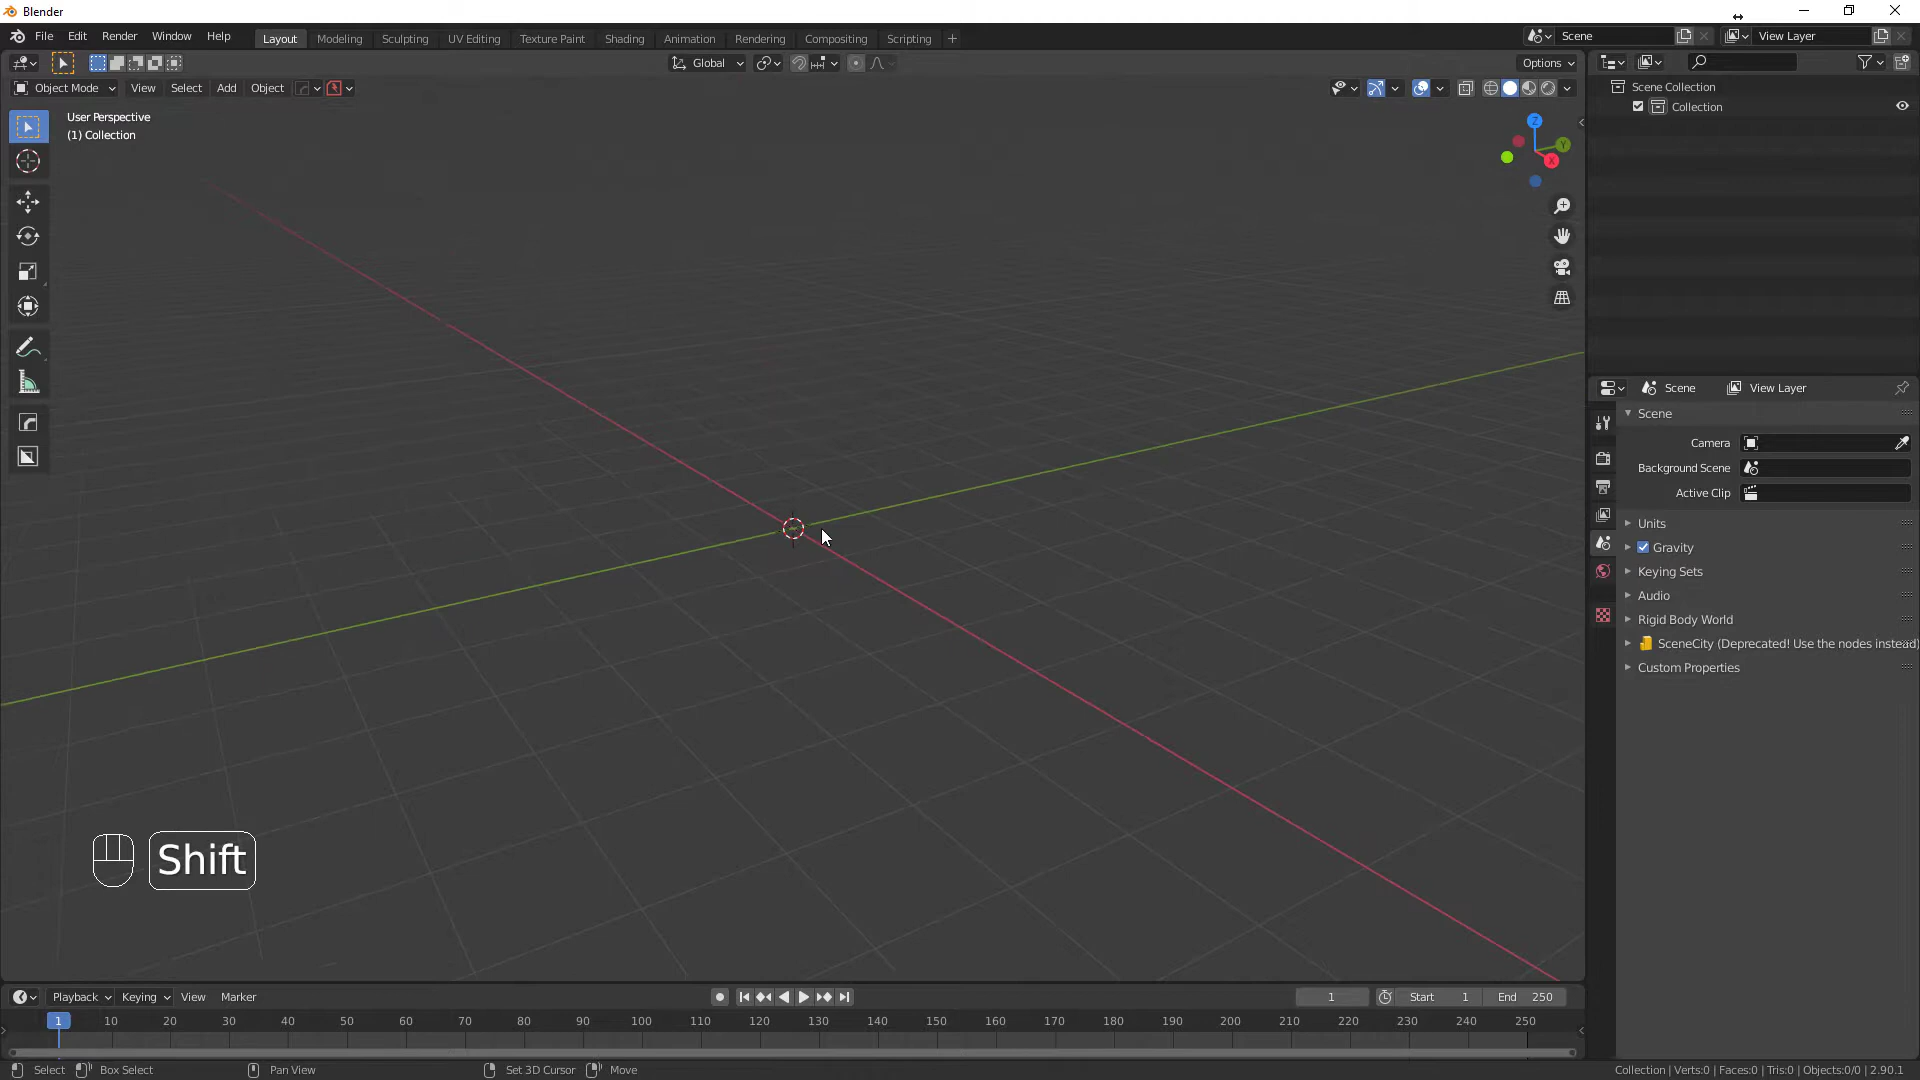 Blender
File Edit Render Window Help Layout Modeling Sculpting UV Editing Texture Paint Shading Animation Rendering Compositing Scripting + Scene View Layer
Global Options
Object Mode View Select Add Object
User Perspective
(1) Collection
Z
Y
X
Scene Collection
Collection
Scene View Layer
Scene
Camera
Background Scene
Active Clip
Units
Gravity
Keying Sets
Audio
Rigid Body World
SceneCity (Deprecated! Use the nodes instead)
Custom Properties
Shift
Playback Keying View Marker 1 Start 1 End 250
1 10 20 30 40 50 60 70 80 90 100 110 120 130 140 150 160 170 180 190 200 210 220 230 240 250
Select Box Select Pan View Set 3D Cursor Move Collection | Verts:0 | Faces:0 | Tris:0 | Objects:0/0 | 2.90.1